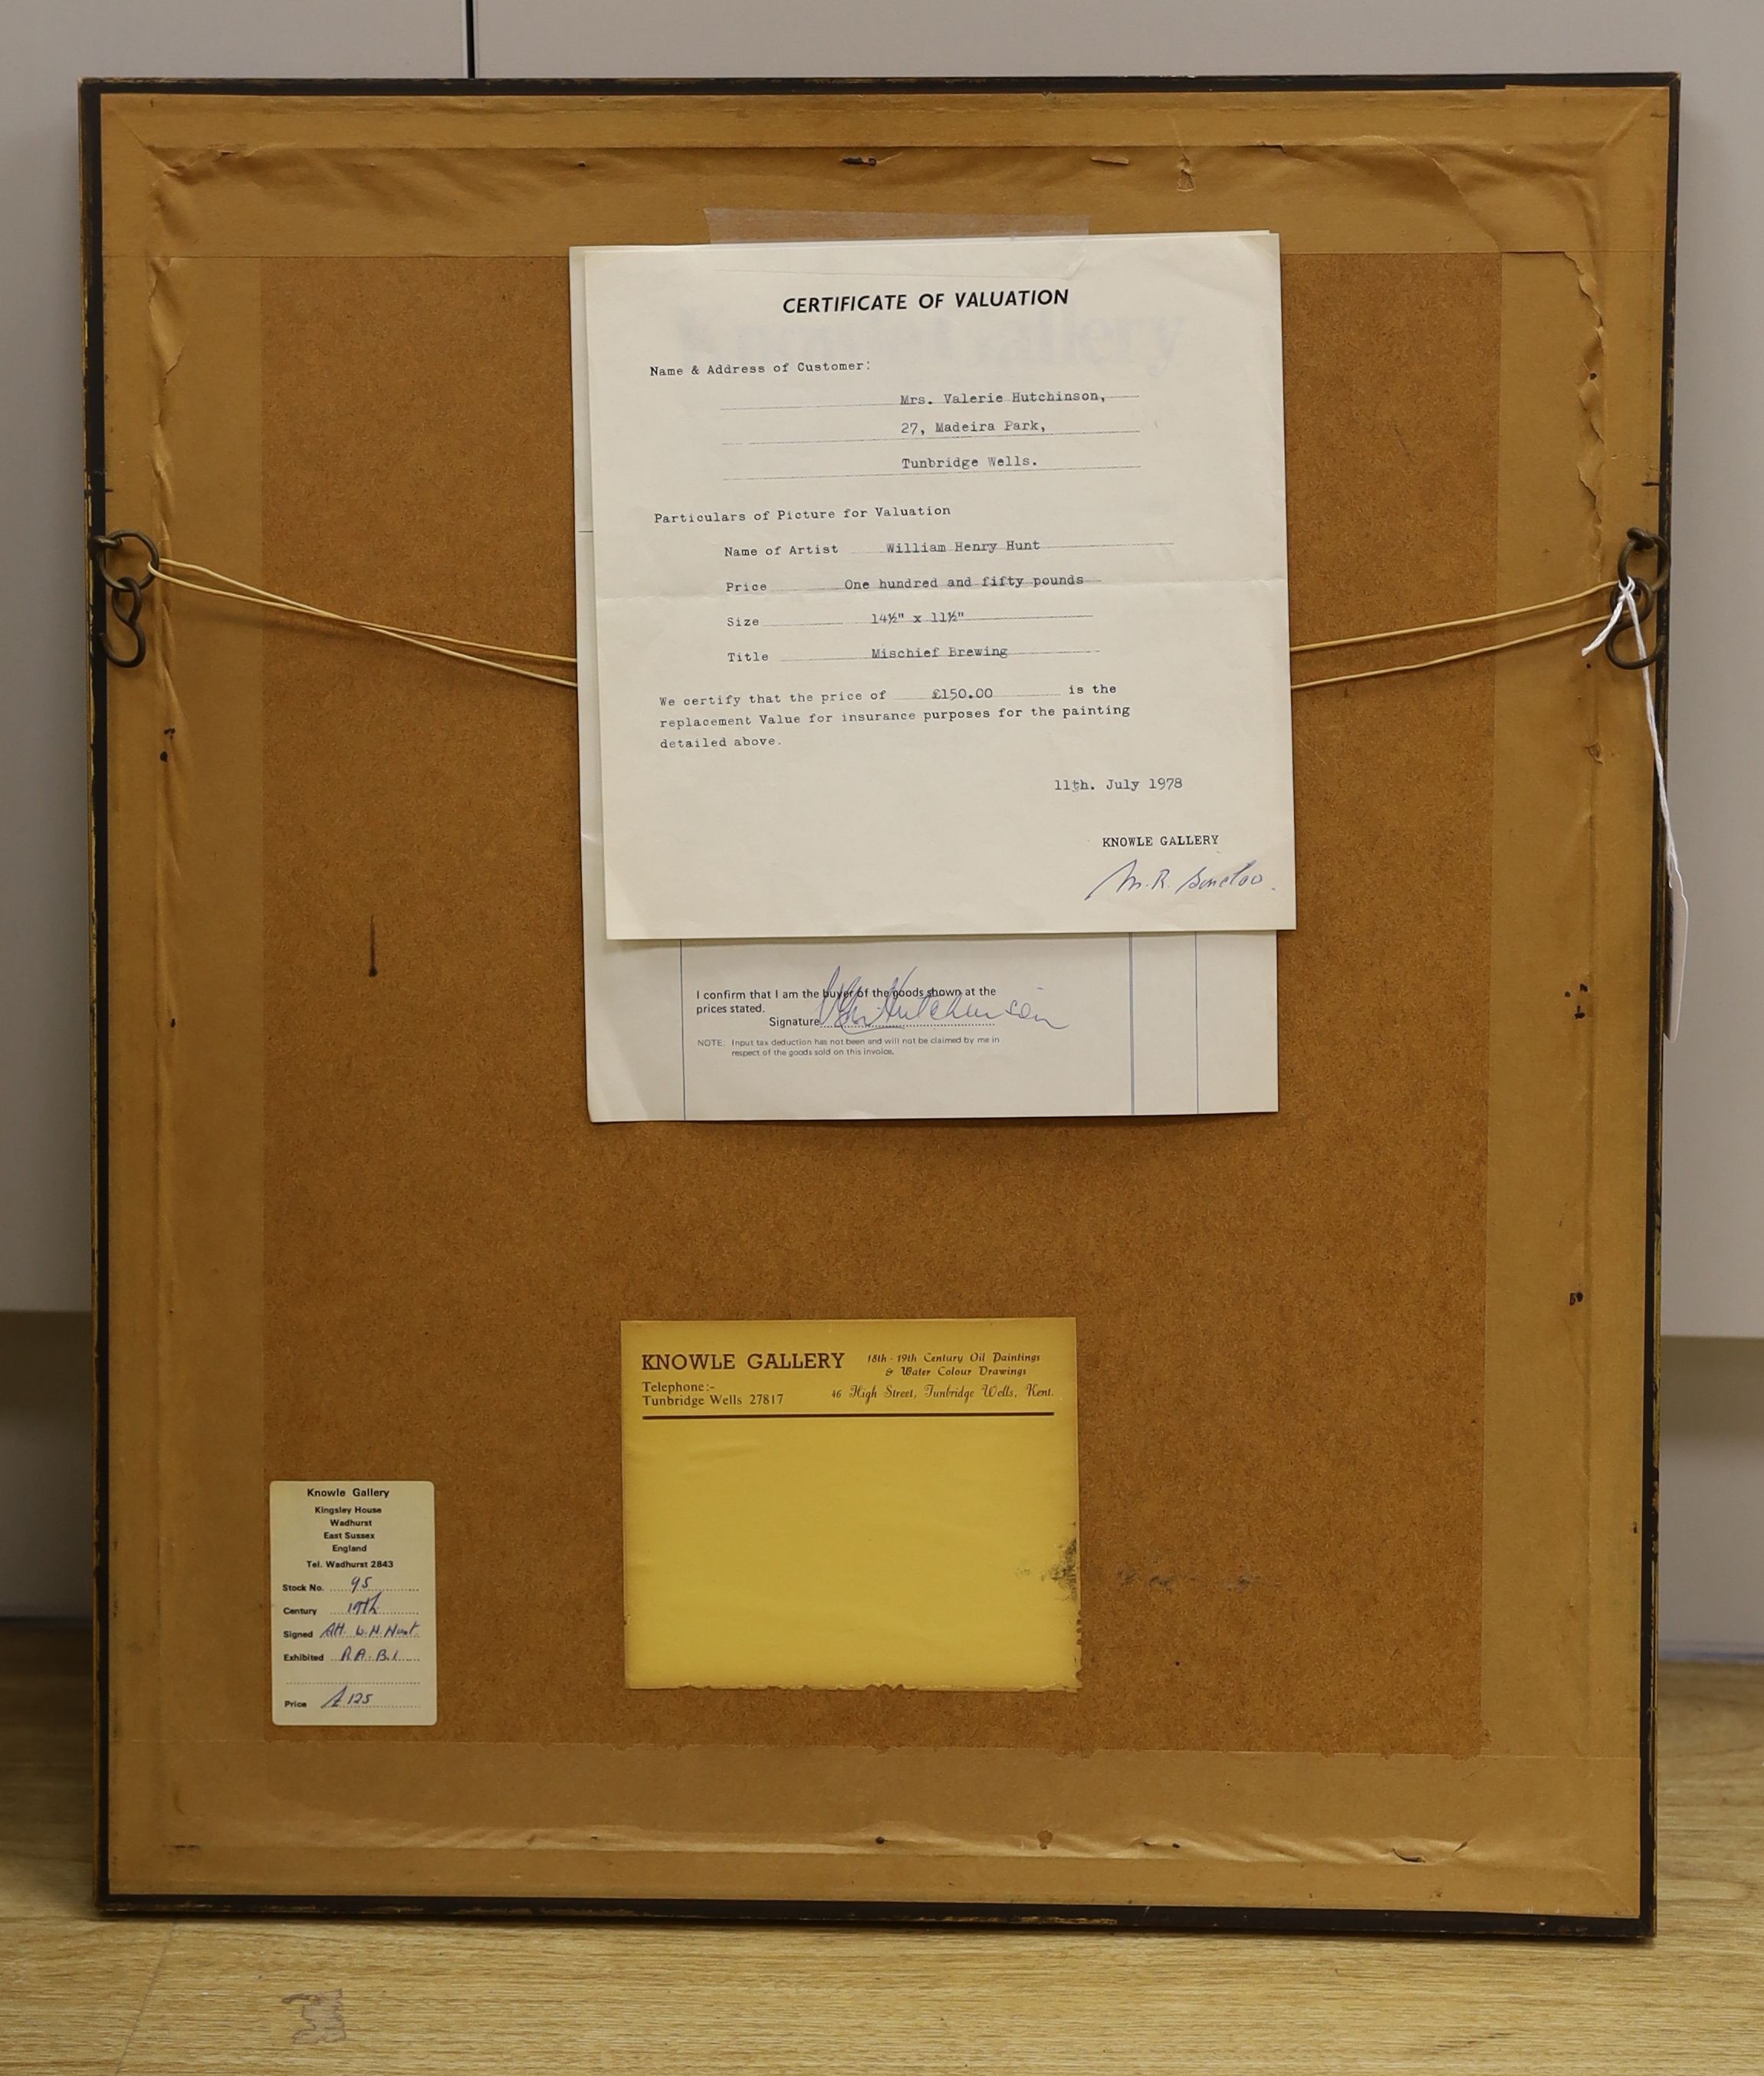 CERTIFICATE OF VALUATION
Name & Address of Customer:
Mrs. Valerie Hutchinson,
27, Madeira Park,
Tunbridge Wells.
Particulars of Picture for Valuation
Name of Artist William Henry Hunt
Price One hundred and fifty pounds
Size 14½" x 11½"
Title Mischief Brewing
We certify that the price of £150.00 is the
replacement Value for insurance purposes for the painting
detailed above.
11th. July 1978
KNOWLE GALLERY
M. R.
I confirm that I am the buyer of the goods shown at the
prices stated.
Signature Hutchinson
NOTE: Input tax deduction has not been and will not be claimed by me in
respect of the goods sold on this invoice.
KNOWLE GALLERY 18th - 19th Century Oil Paintings
& Water Colour Drawings
Telephone:-
Tunbridge Wells 27817 46 High Street, Tunbridge Wells, Kent.
Knowle Gallery
Kingsley House
Wadhurst
East Sussex
England
Tel. Wadhurst 2843
Stock No. 95
Century 19th
Signed Att. W.H. Hunt
Exhibited R.A. B.I.
Price £125